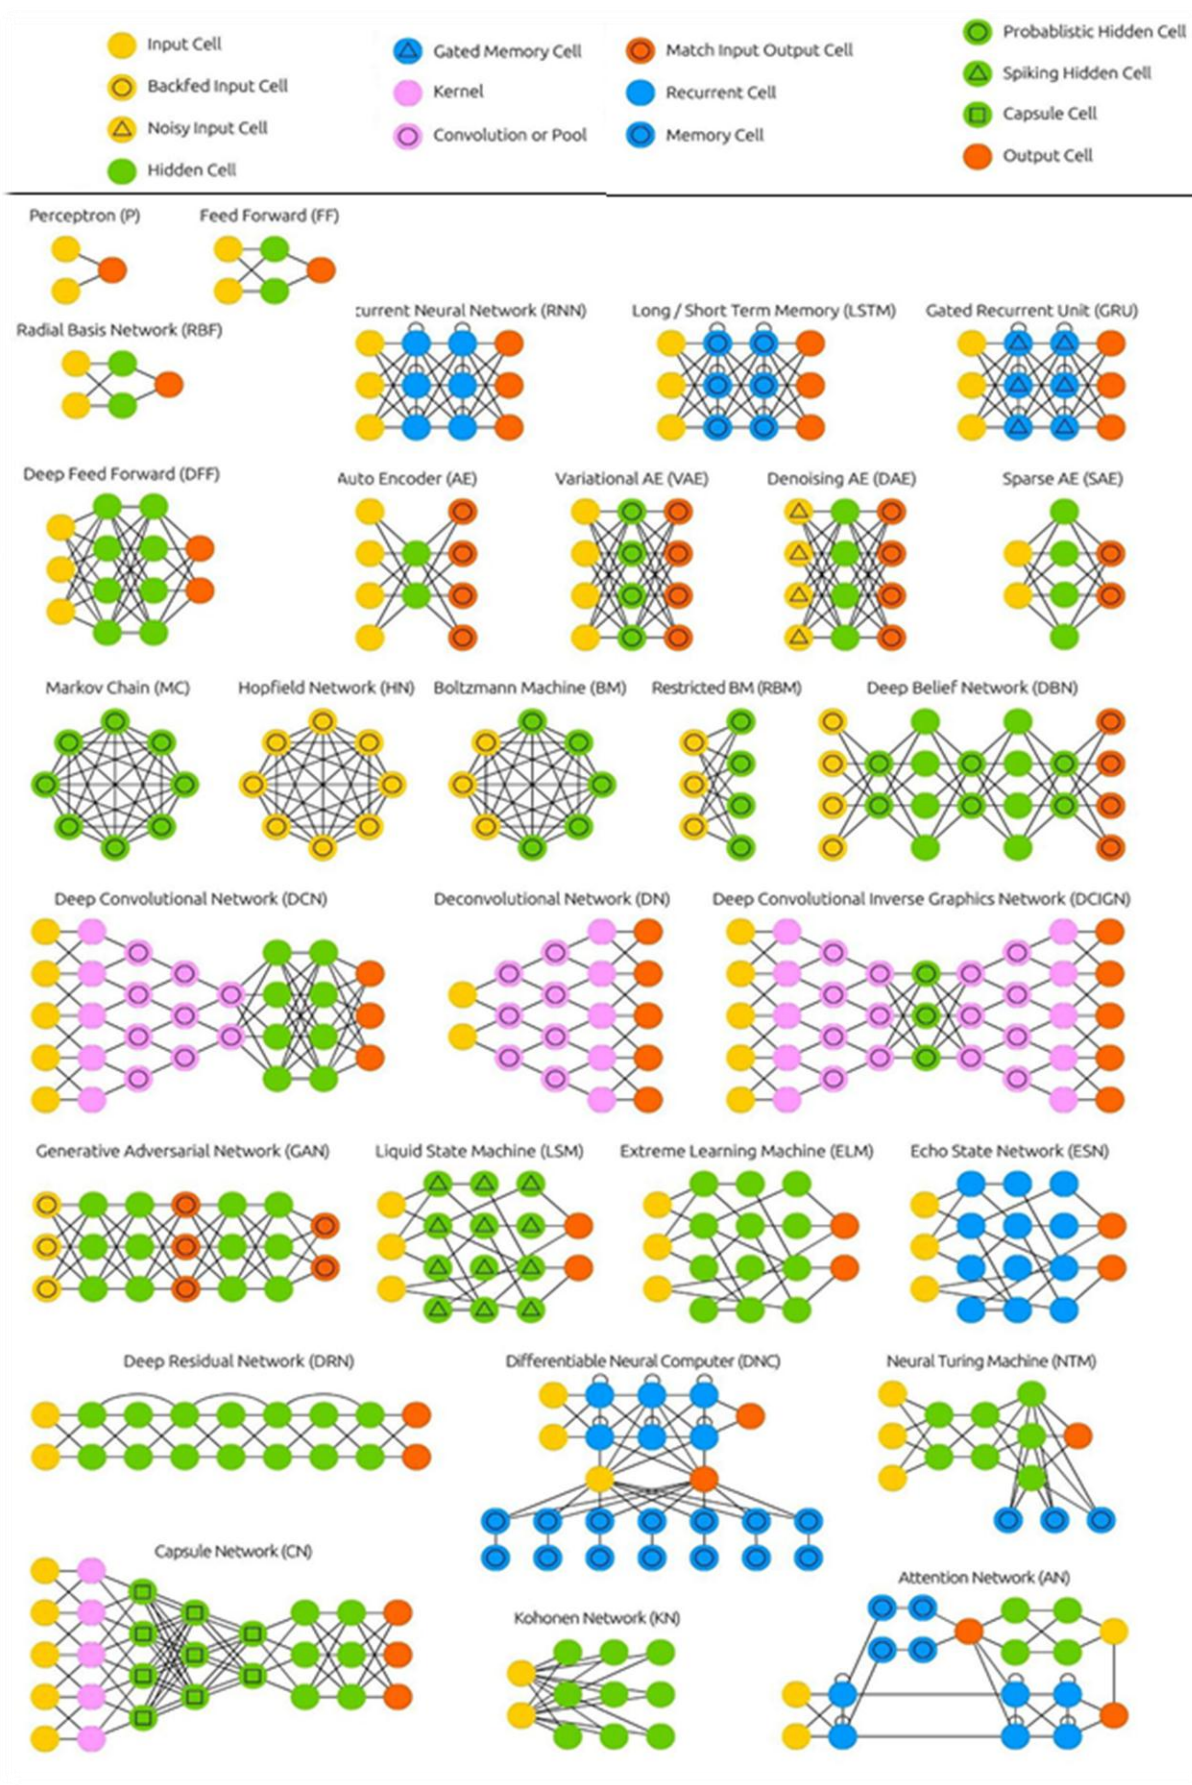 Input Cell
Backfed Input Cell
Noisy Input Cell
Hidden Cell
Gated Memory Cell
Kernel
Convolution or Pool
Match Input Output Cell
Recurrent Cell
Memory Cell
Probablistic Hidden Cell
Spiking Hidden Cell
Capsule Cell
Output Cell
Perceptron (P)
Feed Forward (FF)
Radial Basis Network (RBF)
current Neural Network (RNN)
Long / Short Term Memory (LSTM)
Gated Recurrent Unit (GRU)
Deep Feed Forward (DFF)
Auto Encoder (AE)
Variational AE (VAE)
Denoising AE (DAE)
Sparse AE (SAE)
Markov Chain (MC)
Hopfield Network (HN)
Boltzmann Machine (BM)
Restricted BM (RBM)
Deep Belief Network (DBN)
Deep Convolutional Network (DCN)
Deconvolutional Network (DN)
Deep Convolutional Inverse Graphics Network (DCIGN)
Generative Adversarial Network (GAN)
Liquid State Machine (LSM)
Extreme Learning Machine (ELM)
Echo State Network (ESN)
Deep Residual Network (DRN)
Differentiable Neural Computer (DNC)
Neural Turing Machine (NTM)
Capsule Network (CN)
Kohonen Network (KN)
Attention Network (AN)